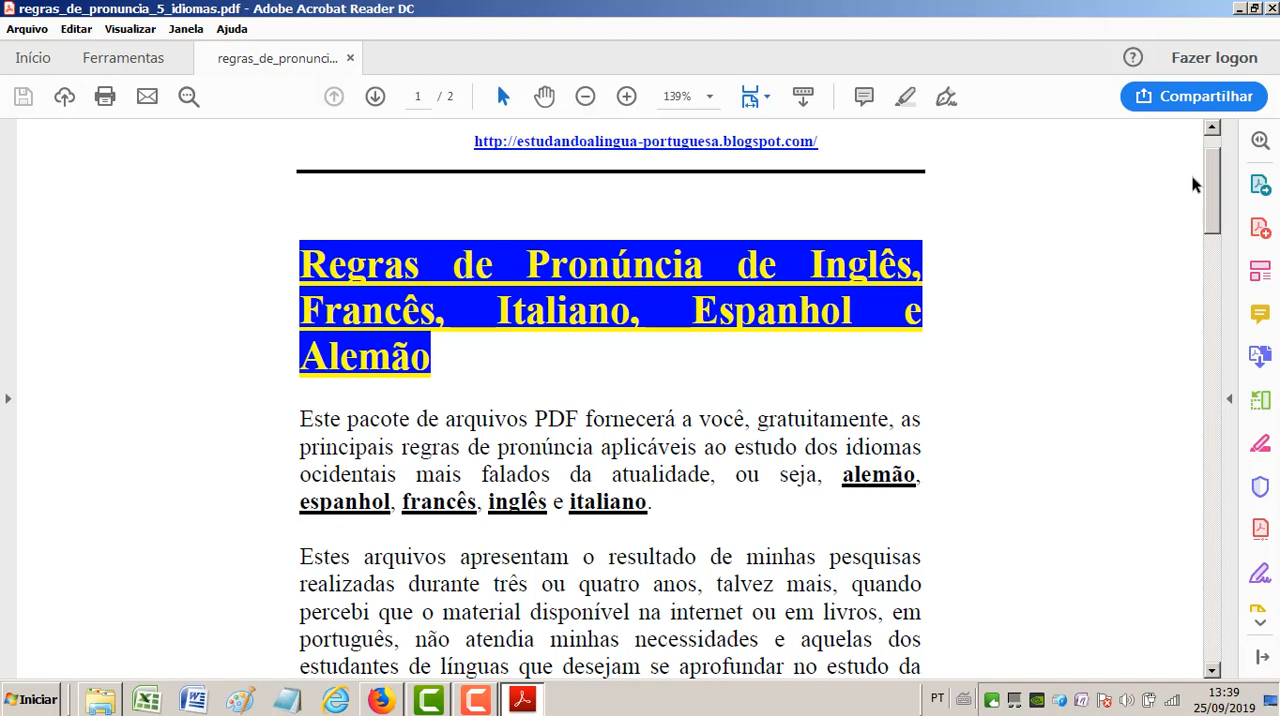 regras_de_pronuncia_5_idiomas.pdf - Adobe Acrobat Reader DC
Arquivo Editar Visualizar Janela Ajuda
Início Ferramentas regras_de_pronunci... × Fazer logon
1 / 2 139% Compartilhar
http://estudandoalingua-portuguesa.blogspot.com/
Regras de Pronúncia de Inglês,
Francês, Italiano, Espanhol e
Alemão
Este pacote de arquivos PDF fornecerá a você, gratuitamente, as
principais regras de pronúncia aplicáveis ao estudo dos idiomas
ocidentais mais falados da atualidade, ou seja, alemão,
espanhol, francês, inglês e italiano.
Estes arquivos apresentam o resultado de minhas pesquisas
realizadas durante três ou quatro anos, talvez mais, quando
percebi que o material disponível na internet ou em livros, em
português, não atendia minhas necessidades e aquelas dos
estudantes de línguas que desejam se aprofundar no estudo da
Iniciar PT 13:39
25/09/2019